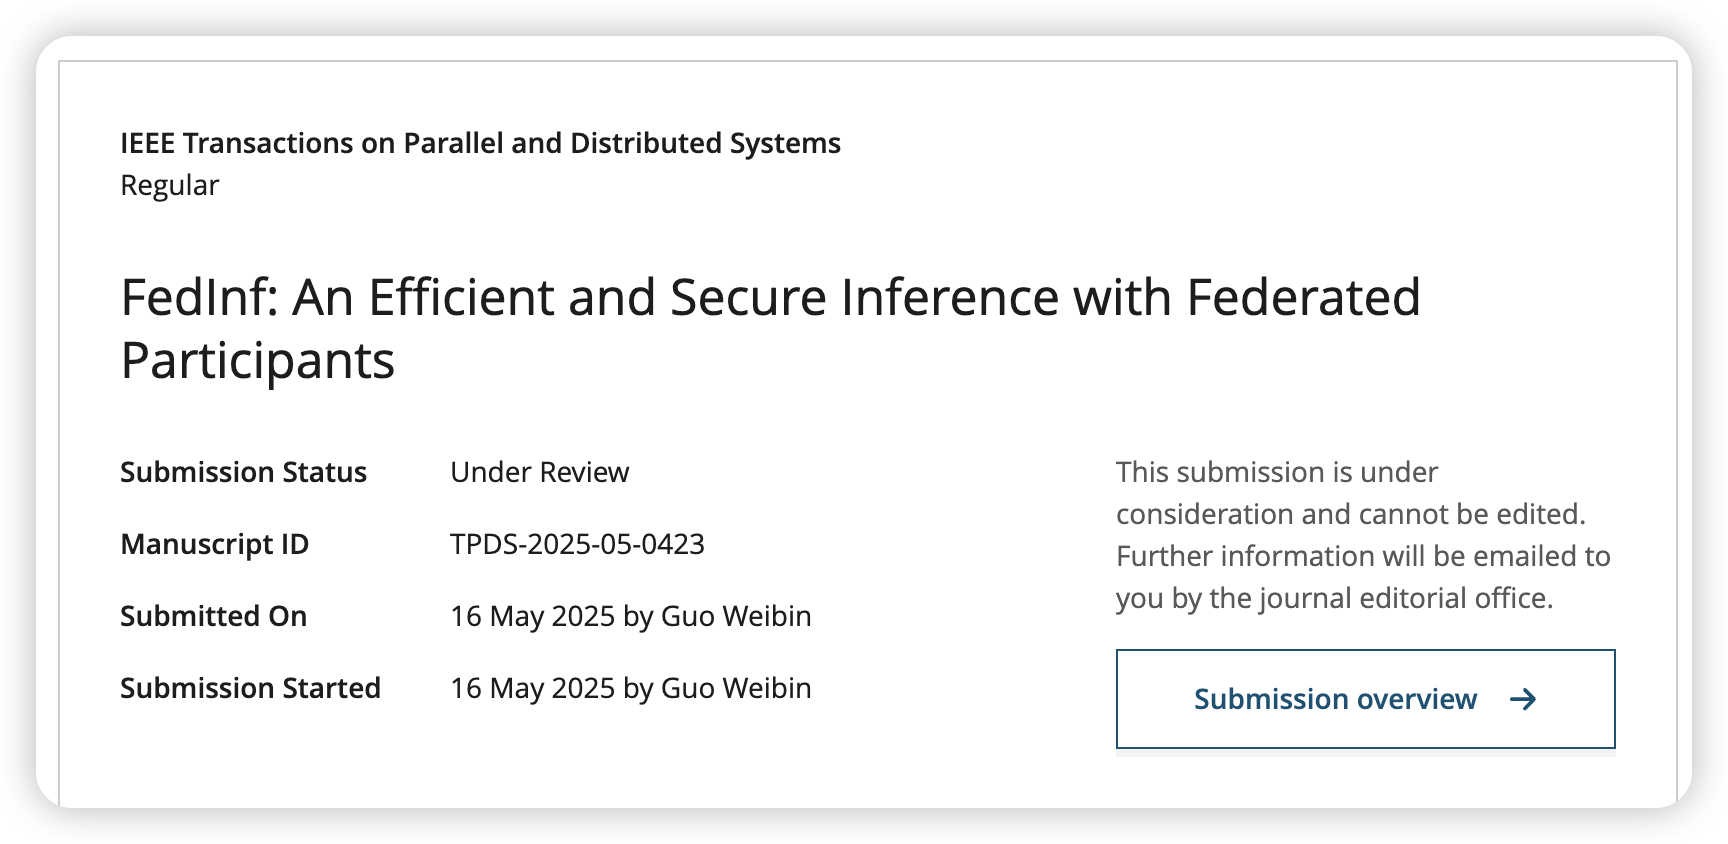 IEEE Transactions on Parallel and Distributed Systems
Regular
FedInf: An Efficient and Secure Inference with Federated
Participants
Submission Status Under Review
Manuscript ID TPDS-2025-05-0423
Submitted On 16 May 2025 by Guo Weibin
Submission Started 16 May 2025 by Guo Weibin
This submission is under
consideration and cannot be edited.
Further information will be emailed to
you by the journal editorial office.
Submission overview →